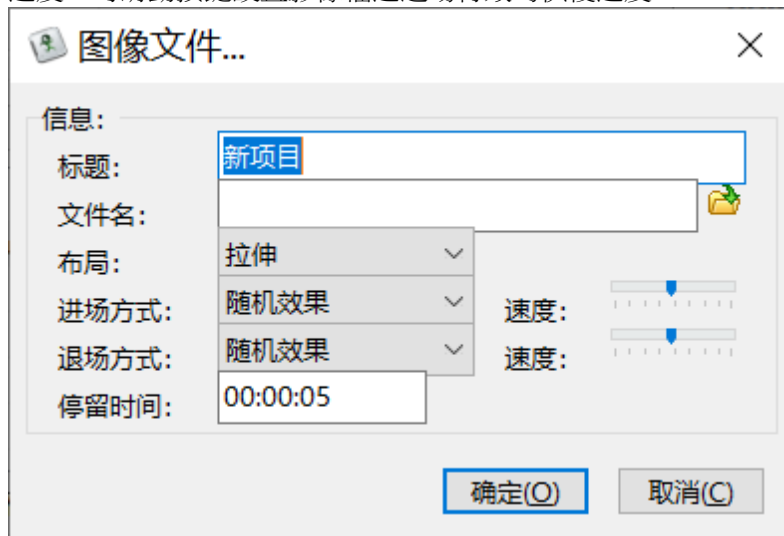 图像文件...
信息:
标题: 新项目
文件名:
布局: 拉伸
进场方式: 随机效果 速度:
退场方式: 随机效果 速度:
停留时间: 00:00:05
确定(O) 取消(C)